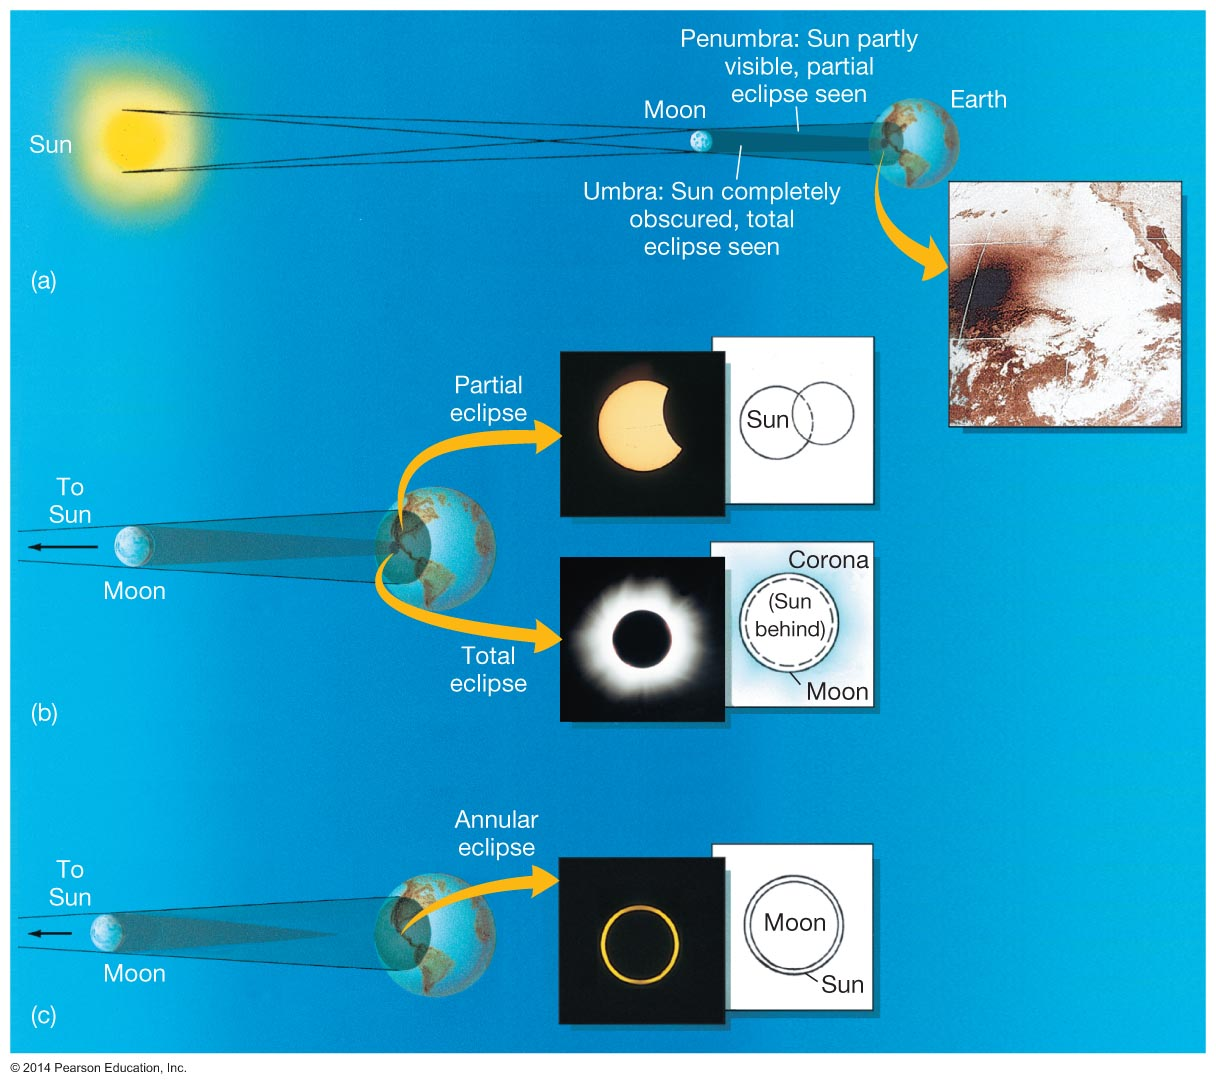 Penumbra: Sun partly
visible, partial
eclipse seen
Moon
Earth
Sun
Umbra: Sun completely
obscured, total
eclipse seen
(a)
Partial
eclipse
Sun
To
Sun
Moon
Corona
(Sun
behind)
Moon
Total
eclipse
(b)
Annular
eclipse
To
Sun
Moon
Moon
Sun
(c)
© 2014 Pearson Education, Inc.